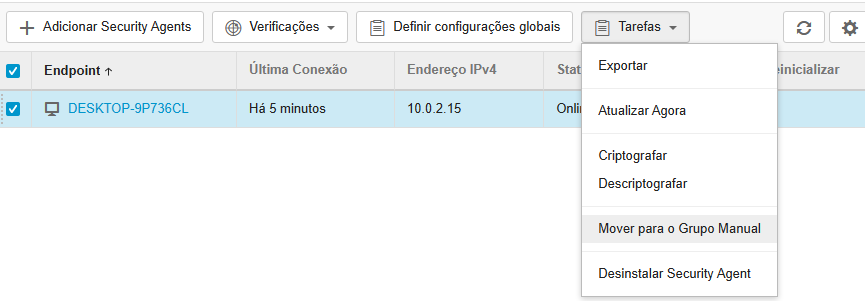 Adicionar Security Agents
Verificações
Definir configurações globais
Tarefas
Endpoint ↑
Última Conexão
Endereço IPv4
Stat
einicializar
DESKTOP-9P736CL
Há 5 minutos
10.0.2.15
Onlin
Exportar
Atualizar Agora
Criptografar
Descriptografar
Mover para o Grupo Manual
Desinstalar Security Agent